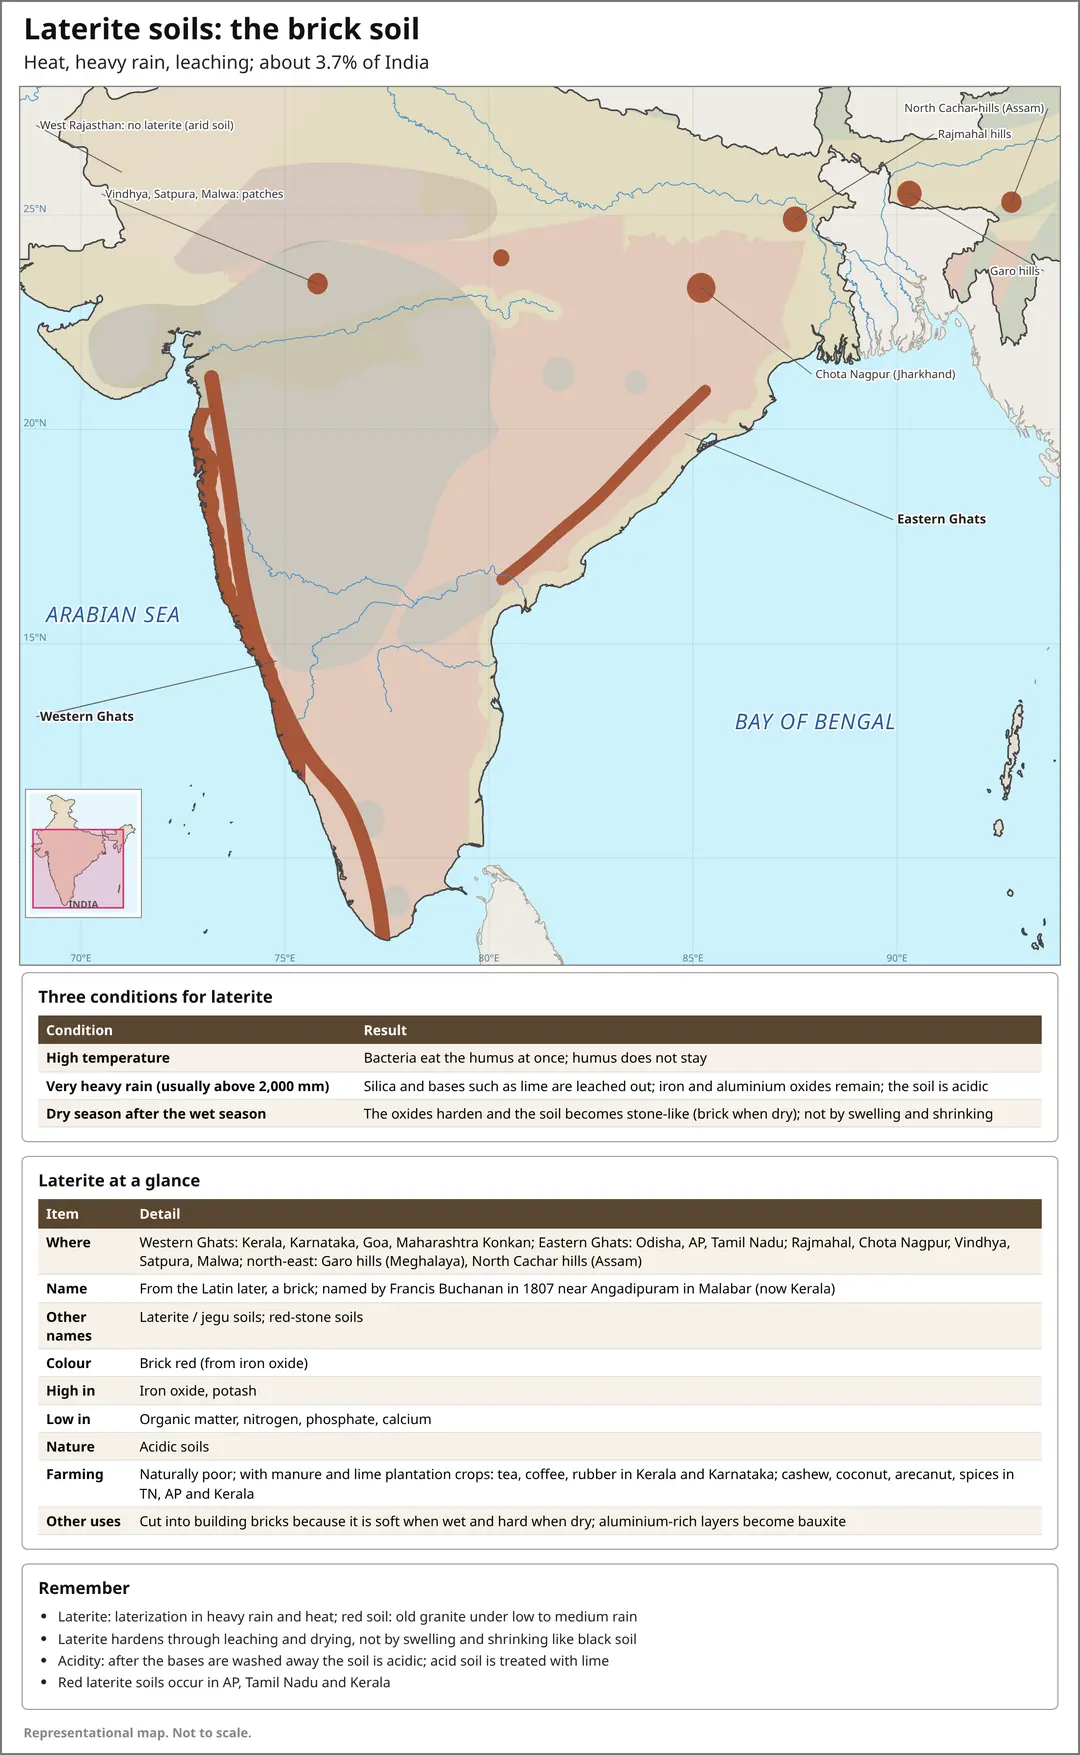 Laterite soils: the brick soil
Heat, heavy rain, leaching; about 3.7% of India
North Cachar hills (Assam)
West Rajasthan: no laterite (arid soil)
Rajmahal hills
Vindhya, Satpura, Malwa: patches
25°N
Garo hills
Chota Nagpur (Jharkhand)
20°N
Eastern Ghats
ARABIAN SEA
15°N
Western Ghats
BAY OF BENGAL
INDIA
70°E
75°E
80°E
85°E
90°E
Three conditions for laterite
Condition Result
High temperature Bacteria eat the humus at once; humus does not stay
Very heavy rain (usually above 2,000 mm) Silica and bases such as lime are leached out; iron and aluminium oxides remain; the soil is acidic
Dry season after the wet season The oxides harden and the soil becomes stone-like (brick when dry); not by swelling and shrinking
Laterite at a glance
Item Detail
Where Western Ghats: Kerala, Karnataka, Goa, Maharashtra Konkan; Eastern Ghats: Odisha, AP, Tamil Nadu; Rajmahal, Chota Nagpur, Vindhya,
Satpura, Malwa; north-east: Garo hills (Meghalaya), North Cachar hills (Assam)
Name From the Latin later, a brick; named by Francis Buchanan in 1807 near Angadipuram in Malabar (now Kerala)
Other names Laterite / jegu soils; red-stone soils
Colour Brick red (from iron oxide)
High in Iron oxide, potash
Low in Organic matter, nitrogen, phosphate, calcium
Nature Acidic soils
Farming Naturally poor; with manure and lime plantation crops: tea, coffee, rubber in Kerala and Karnataka; cashew, coconut, arecanut, spices in
TN, AP and Kerala
Other uses Cut into building bricks because it is soft when wet and hard when dry; aluminium-rich layers become bauxite
Remember
• Laterite: laterization in heavy rain and heat; red soil: old granite under low to medium rain
• Laterite hardens through leaching and drying, not by swelling and shrinking like black soil
• Acidity: after the bases are washed away the soil is acidic; acid soil is treated with lime
• Red laterite soils occur in AP, Tamil Nadu and Kerala
Representational map. Not to scale.